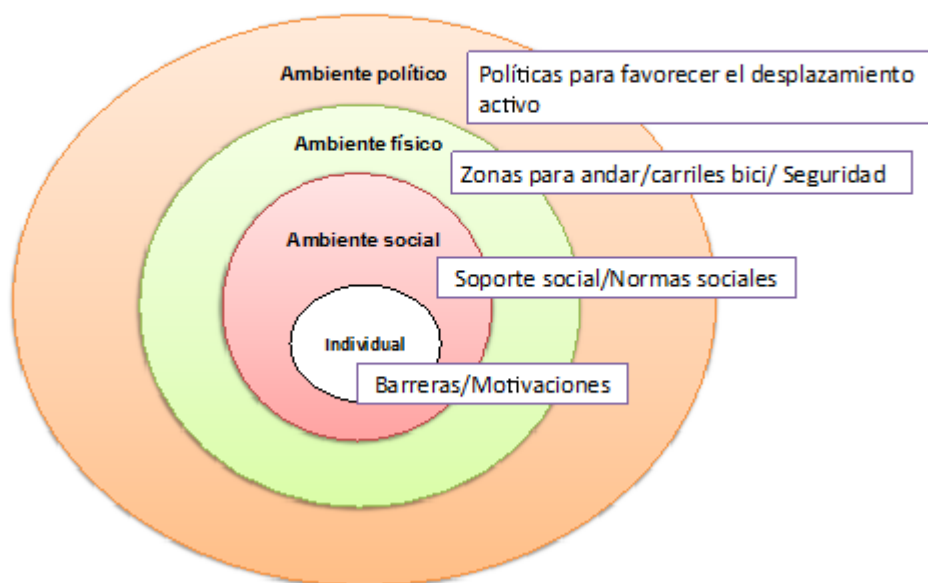 Ambiente político
Políticas para favorecer el desplazamiento
activo
Ambiente físico
Zonas para andar/carriles bici/ Seguridad
Ambiente social
Soporte social/Normas sociales
Individual
Barreras/Motivaciones